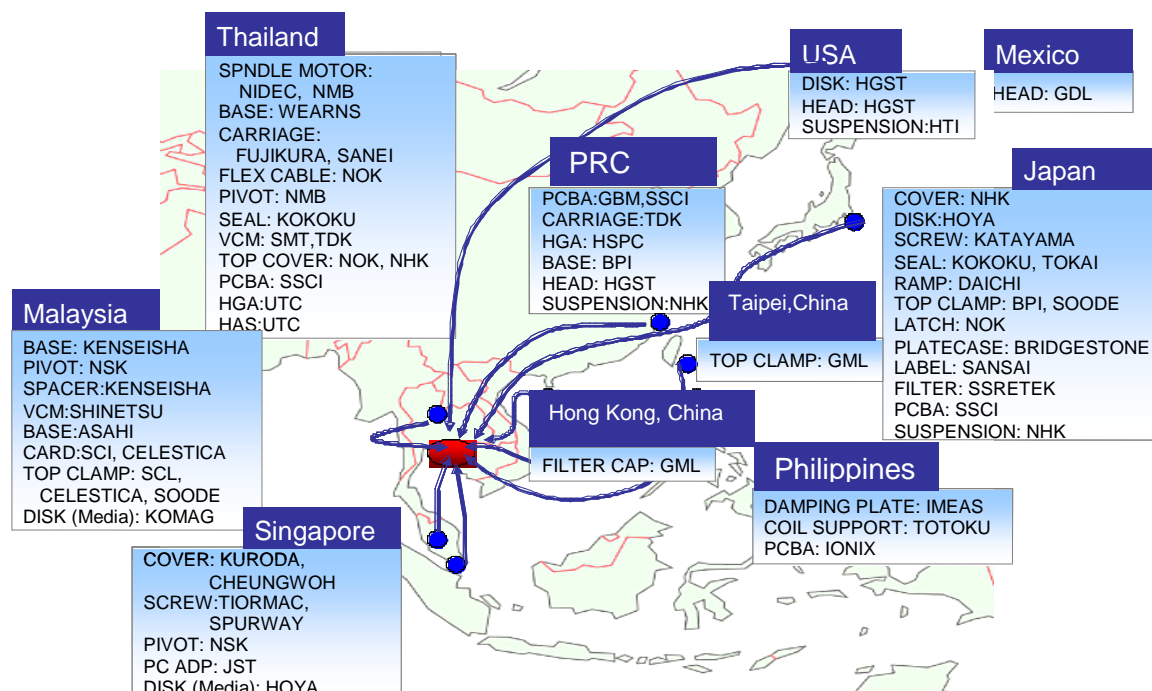 Thailand
SPNDLE MOTOR:
NIDEC, NMB
BASE: WEARNS
CARRIAGE:
FUJIKURA, SANEI
FLEX CABLE: NOK
PIVOT: NMB
SEAL: KOKOKU
VCM: SMT,TDK
TOP COVER: NOK, NHK
PCBA: SSCI
HGA:UTC
HAS:UTC
USA
DISK: HGST
HEAD: HGST
SUSPENSION:HTI
Mexico
HEAD: GDL
PRC
PCBA:GBM,SSCI
CARRIAGE:TDK
HGA: HSPC
BASE: BPI
HEAD: HGST
SUSPENSION:NHK
Japan
COVER: NHK
DISK:HOYA
SCREW: KATAYAMA
SEAL: KOKOKU, TOKAI
RAMP: DAICHI
TOP CLAMP: BPI, SOODE
LATCH: NOK
PLATECASE: BRIDGESTONE
LABEL: SANSAI
FILTER: SSRETEK
PCBA: SSCI
SUSPENSION: NHK
Taipei,China
TOP CLAMP: GML
Malaysia
BASE: KENSEISHA
PIVOT: NSK
SPACER:KENSEISHA
VCM:SHINETSU
BASE:ASAHI
CARD:SCI, CELESTICA
TOP CLAMP: SCL,
CELESTICA, SOODE
DISK (Media): KOMAG
Hong Kong, China
FILTER CAP: GML
Philippines
DAMPING PLATE: IMEAS
COIL SUPPORT: TOTOKU
PCBA: IONIX
Singapore
COVER: KURODA,
CHEUNGWOH
SCREW:TIORMAC,
SPURWAY
PIVOT: NSK
PC ADP: JST
DISK (Media): HOYA